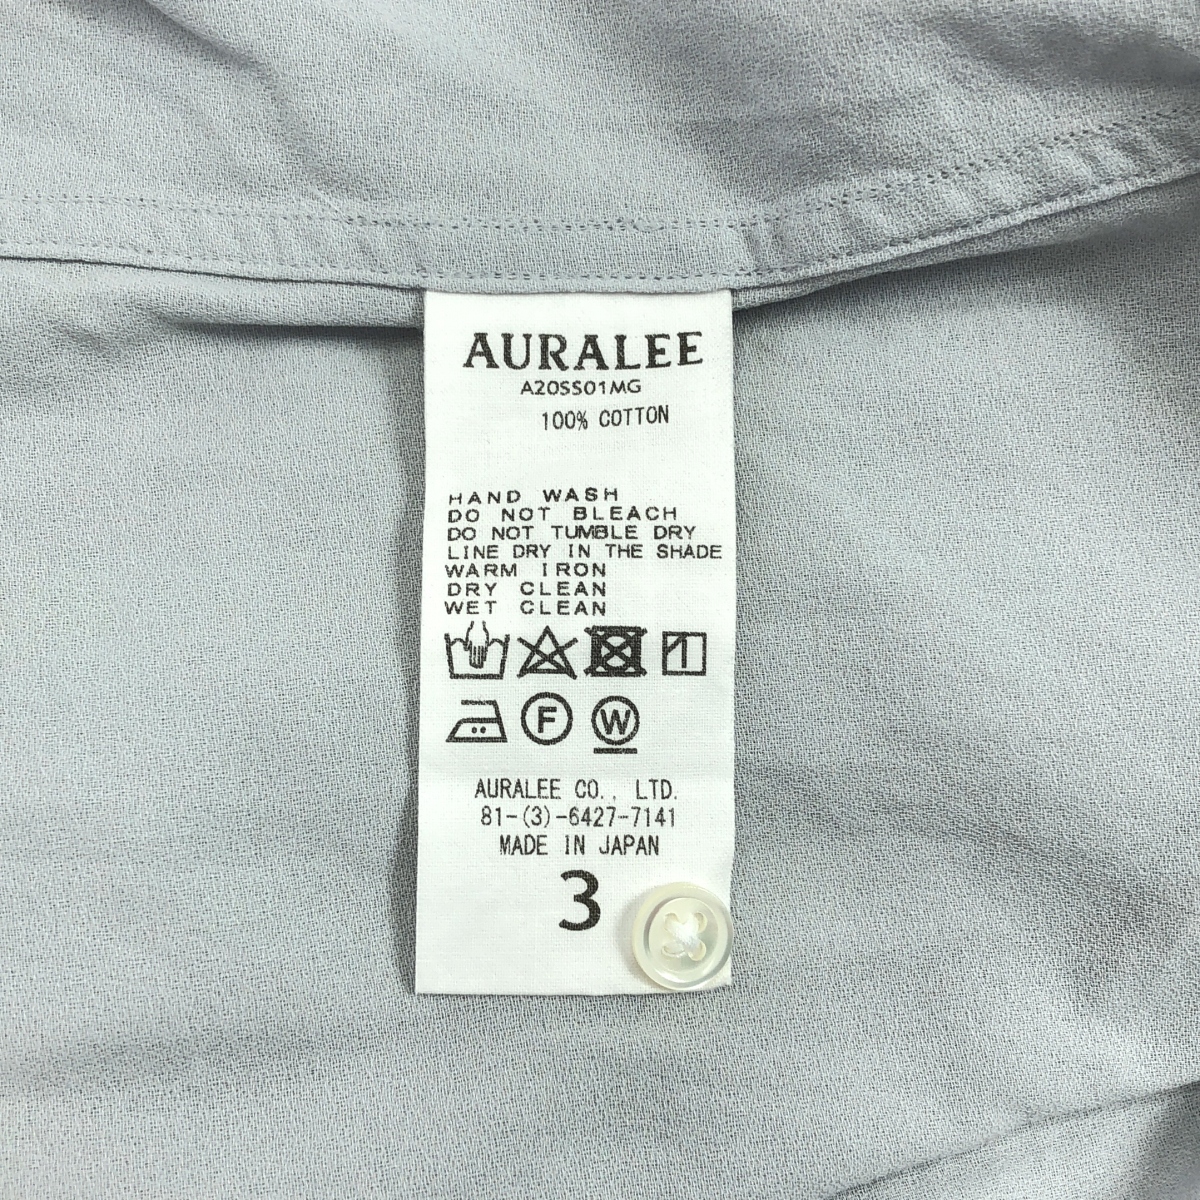 AURALEE
A20SS01MG
100% COTTON
HAND WASH
DO NOT BLEACH
DO NOT TUMBLE DRY
LINE DRY IN THE SHADE
WARM IRON
DRY CLEAN
WET CLEAN
F W
AURALEE CO., LTD.
81-(3)-6427-7141
MADE IN JAPAN
3